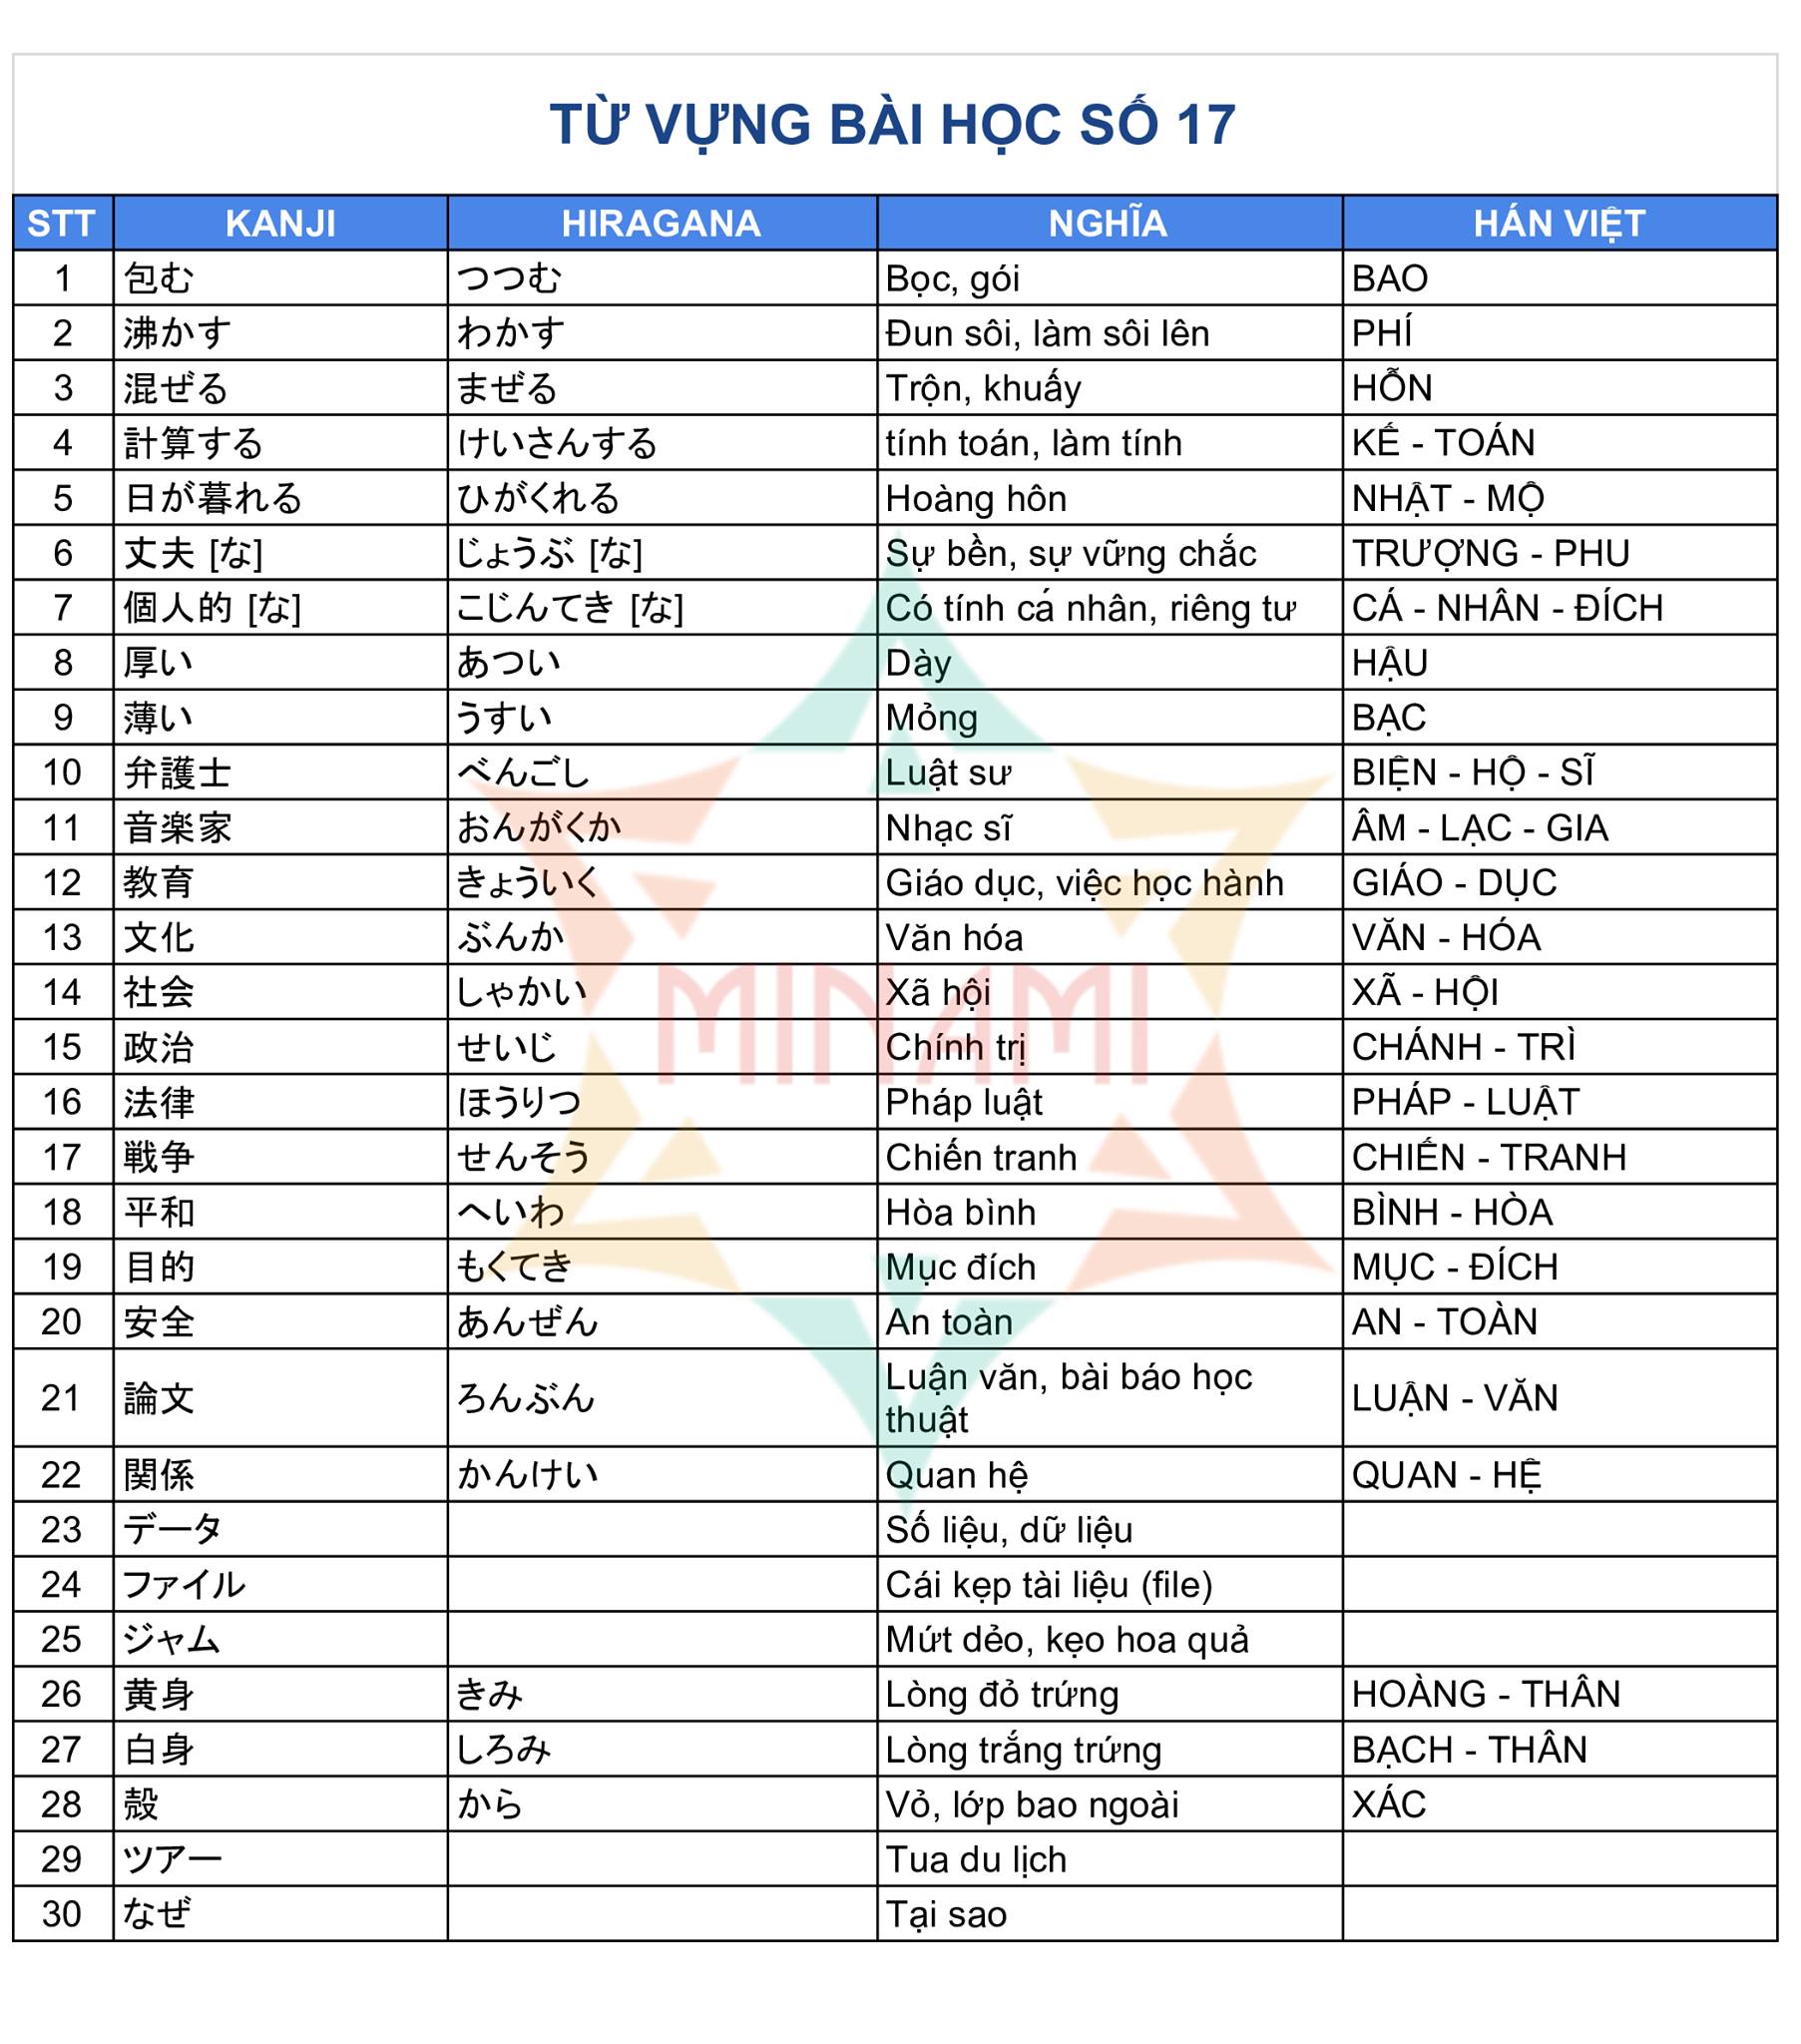 TỪ VỰNG BÀI HỌC SỐ 17
STT KANJI HIRAGANA NGHĨA HÁN VIỆT
1 包む つつむ Bọc, gói BAO
2 沸かす わかす Đun sôi, làm sôi lên PHÍ
3 混ぜる まぜる Trộn, khuấy HỖN
4 計算する けいさんする tính toán, làm tính KẾ - TOÁN
5 日が暮れる ひがくれる Hoàng hôn NHẬT - MỘ
6 丈夫 [な] じょうぶ [な] Sự bền, sự vững chắc TRƯỢNG - PHU
7 個人的 [な] こじんてき [な] Có tính cá nhân, riêng tư CÁ - NHÂN - ĐÍCH
8 厚い あつい Dày HẬU
9 薄い うすい Mỏng BẠC
10 弁護士 べんごし Luật sư BIỆN - HỘ - SĨ
11 音楽家 おんがくか Nhạc sĩ ÂM - LẠC - GIA
12 教育 きょういく Giáo dục, việc học hành GIÁO - DỤC
13 文化 ぶんか Văn hóa VĂN - HÓA
14 社会 しゃかい Xã hội XÃ - HỘI
15 政治 せいじ Chính trị CHÁNH - TRÌ
16 法律 ほうりつ Pháp luật PHÁP - LUẬT
17 戦争 せんそう Chiến tranh CHIẾN - TRANH
18 平和 へいわ Hòa bình BÌNH - HÒA
19 目的 もくてき Mục đích MỤC - ĐÍCH
20 安全 あんぜん An toàn AN - TOÀN
21 論文 ろんぶん Luận văn, bài báo học
thuật LUẬN - VĂN
22 関係 かんけい Quan hệ QUAN - HỆ
23 データ Số liệu, dữ liệu
24 ファイル Cái kẹp tài liệu (file)
25 ジャム Mứt dẻo, kẹo hoa quả
26 黄身 きみ Lòng đỏ trứng HOÀNG - THÂN
27 白身 しろみ Lòng trắng trứng BẠCH - THÂN
28 殻 から Vỏ, lớp bao ngoài XÁC
29 ツアー Tua du lịch
30 なぜ Tại sao
MINAMI